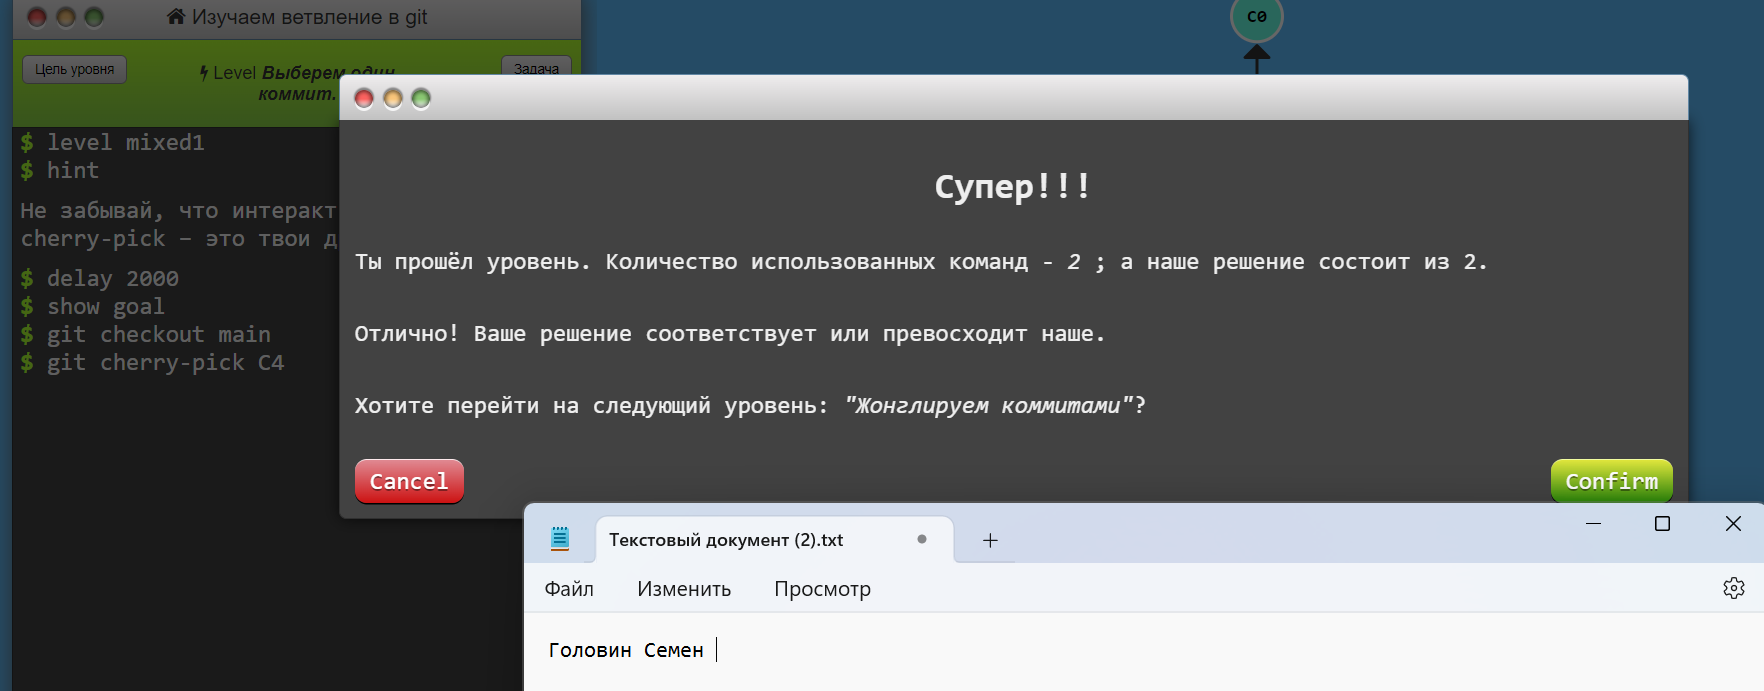 Изучаем ветвление в git
C0
Цель уровня
Level Выберем один
коммит.
Задача
$ level mixed1
$ hint
Не забывай, что интеракт
cherry-pick – это твои д
$ delay 2000
$ show goal
$ git checkout main
$ git cherry-pick C4
Супер!!!
Ты прошёл уровень. Количество использованных команд - 2 ; а наше решение состоит из 2.
Отлично! Ваше решение соответствует или превосходит наше.
Хотите перейти на следующий уровень: "Жонглируем коммитами"?
Cancel
Confirm
Текстовый документ (2).txt
Файл
Изменить
Просмотр
Головин Семен